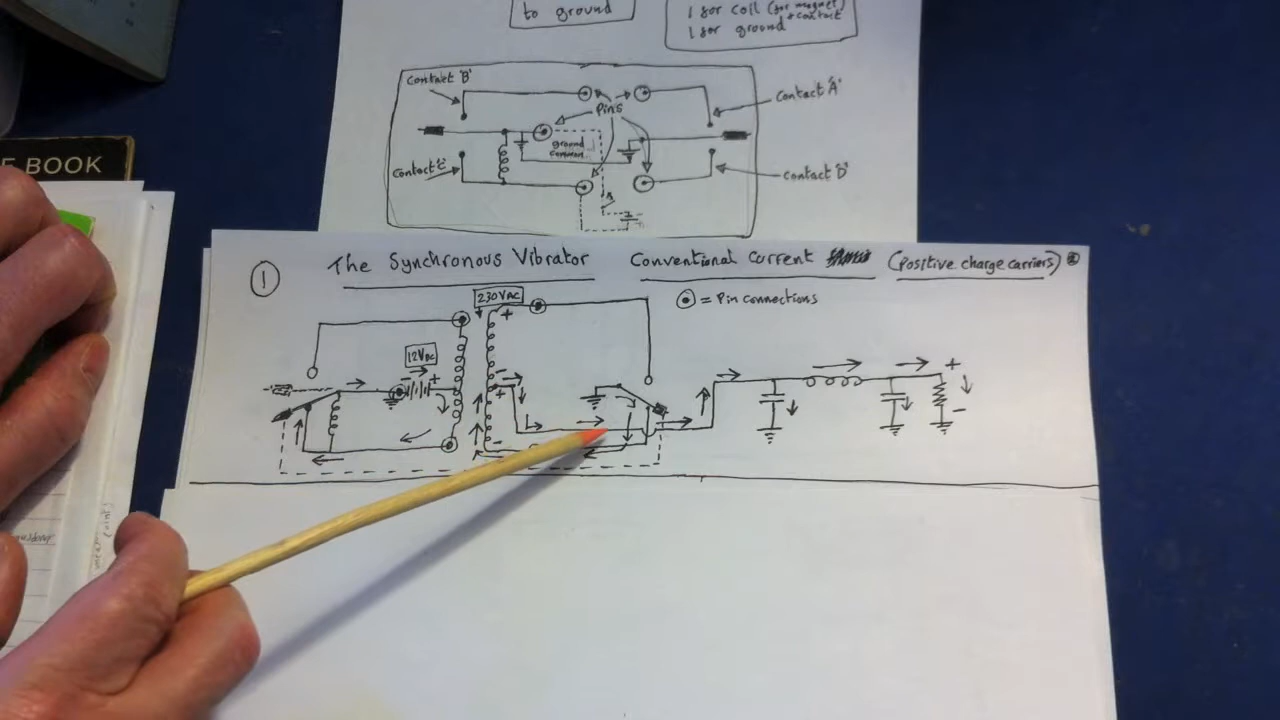 to ground
1 for coil (for magnet)
+ contact
1 for ground
Contact 'B'
Contact 'A'
Pins
ground
common
Contact 'C'
Contact 'D'
E BOOK
① The Synchronous Vibrator Conventional Current (Positive charge carriers)
230VAC
= Pin connections
12VDC
+
+
-
+
-
+
-